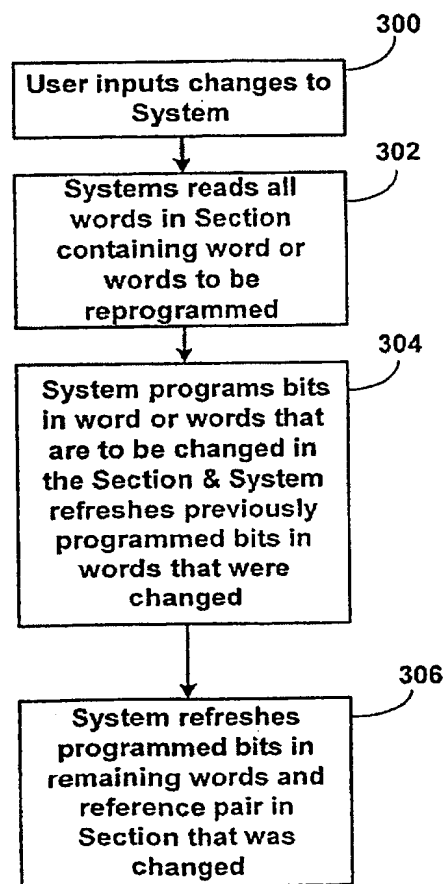 300
User inputs changes to
System
302
Systems reads all
words in Section
containing word or
words to be
reprogrammed
304
System programs bits
in word or words that
are to be changed in
the Section & System
refreshes previously
programmed bits in
words that were
changed
306
System refreshes
programmed bits in
remaining words and
reference pair in
Section that was
changed